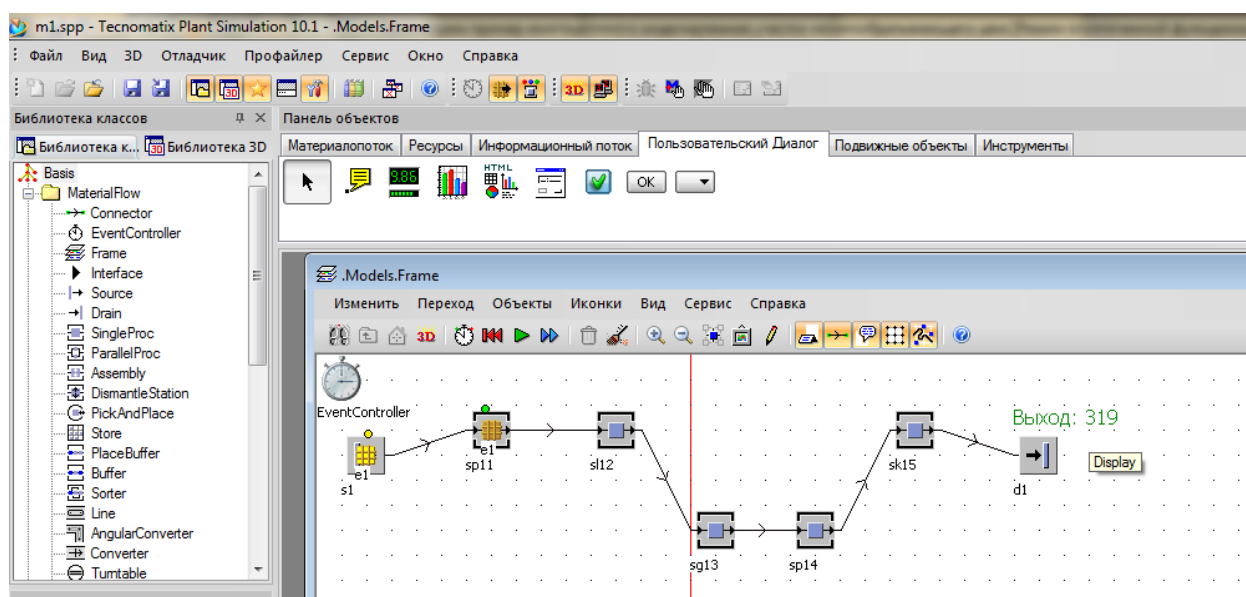 m1.spp - Tecnomatix Plant Simulation 10.1 - .Models.Frame
Файл Вид 3D Отладчик Профайлер Сервис Окно Справка
3D 3D
Библиотека классов
Библиотека к... 3D Библиотека 3D
Basis
MaterialFlow
Connector
EventController
Frame
Interface
Source
Drain
SingleProc
ParallelProc
Assembly
DismantleStation
PickAndPlace
Store
PlaceBuffer
Buffer
Sorter
Line
AngularConverter
Converter
Turntable
Панель объектов
Материалопоток Ресурсы Информационный поток Пользовательский Диалог Подвижные объекты Инструменты
9.86 HTML OK
.Models.Frame
Изменить Переход Объекты Иконки Вид Сервис Справка
3D
EventController
Выход: 319
Display
e1
s1
e1
sp11
sl12
sk15
d1
sg13
sp14